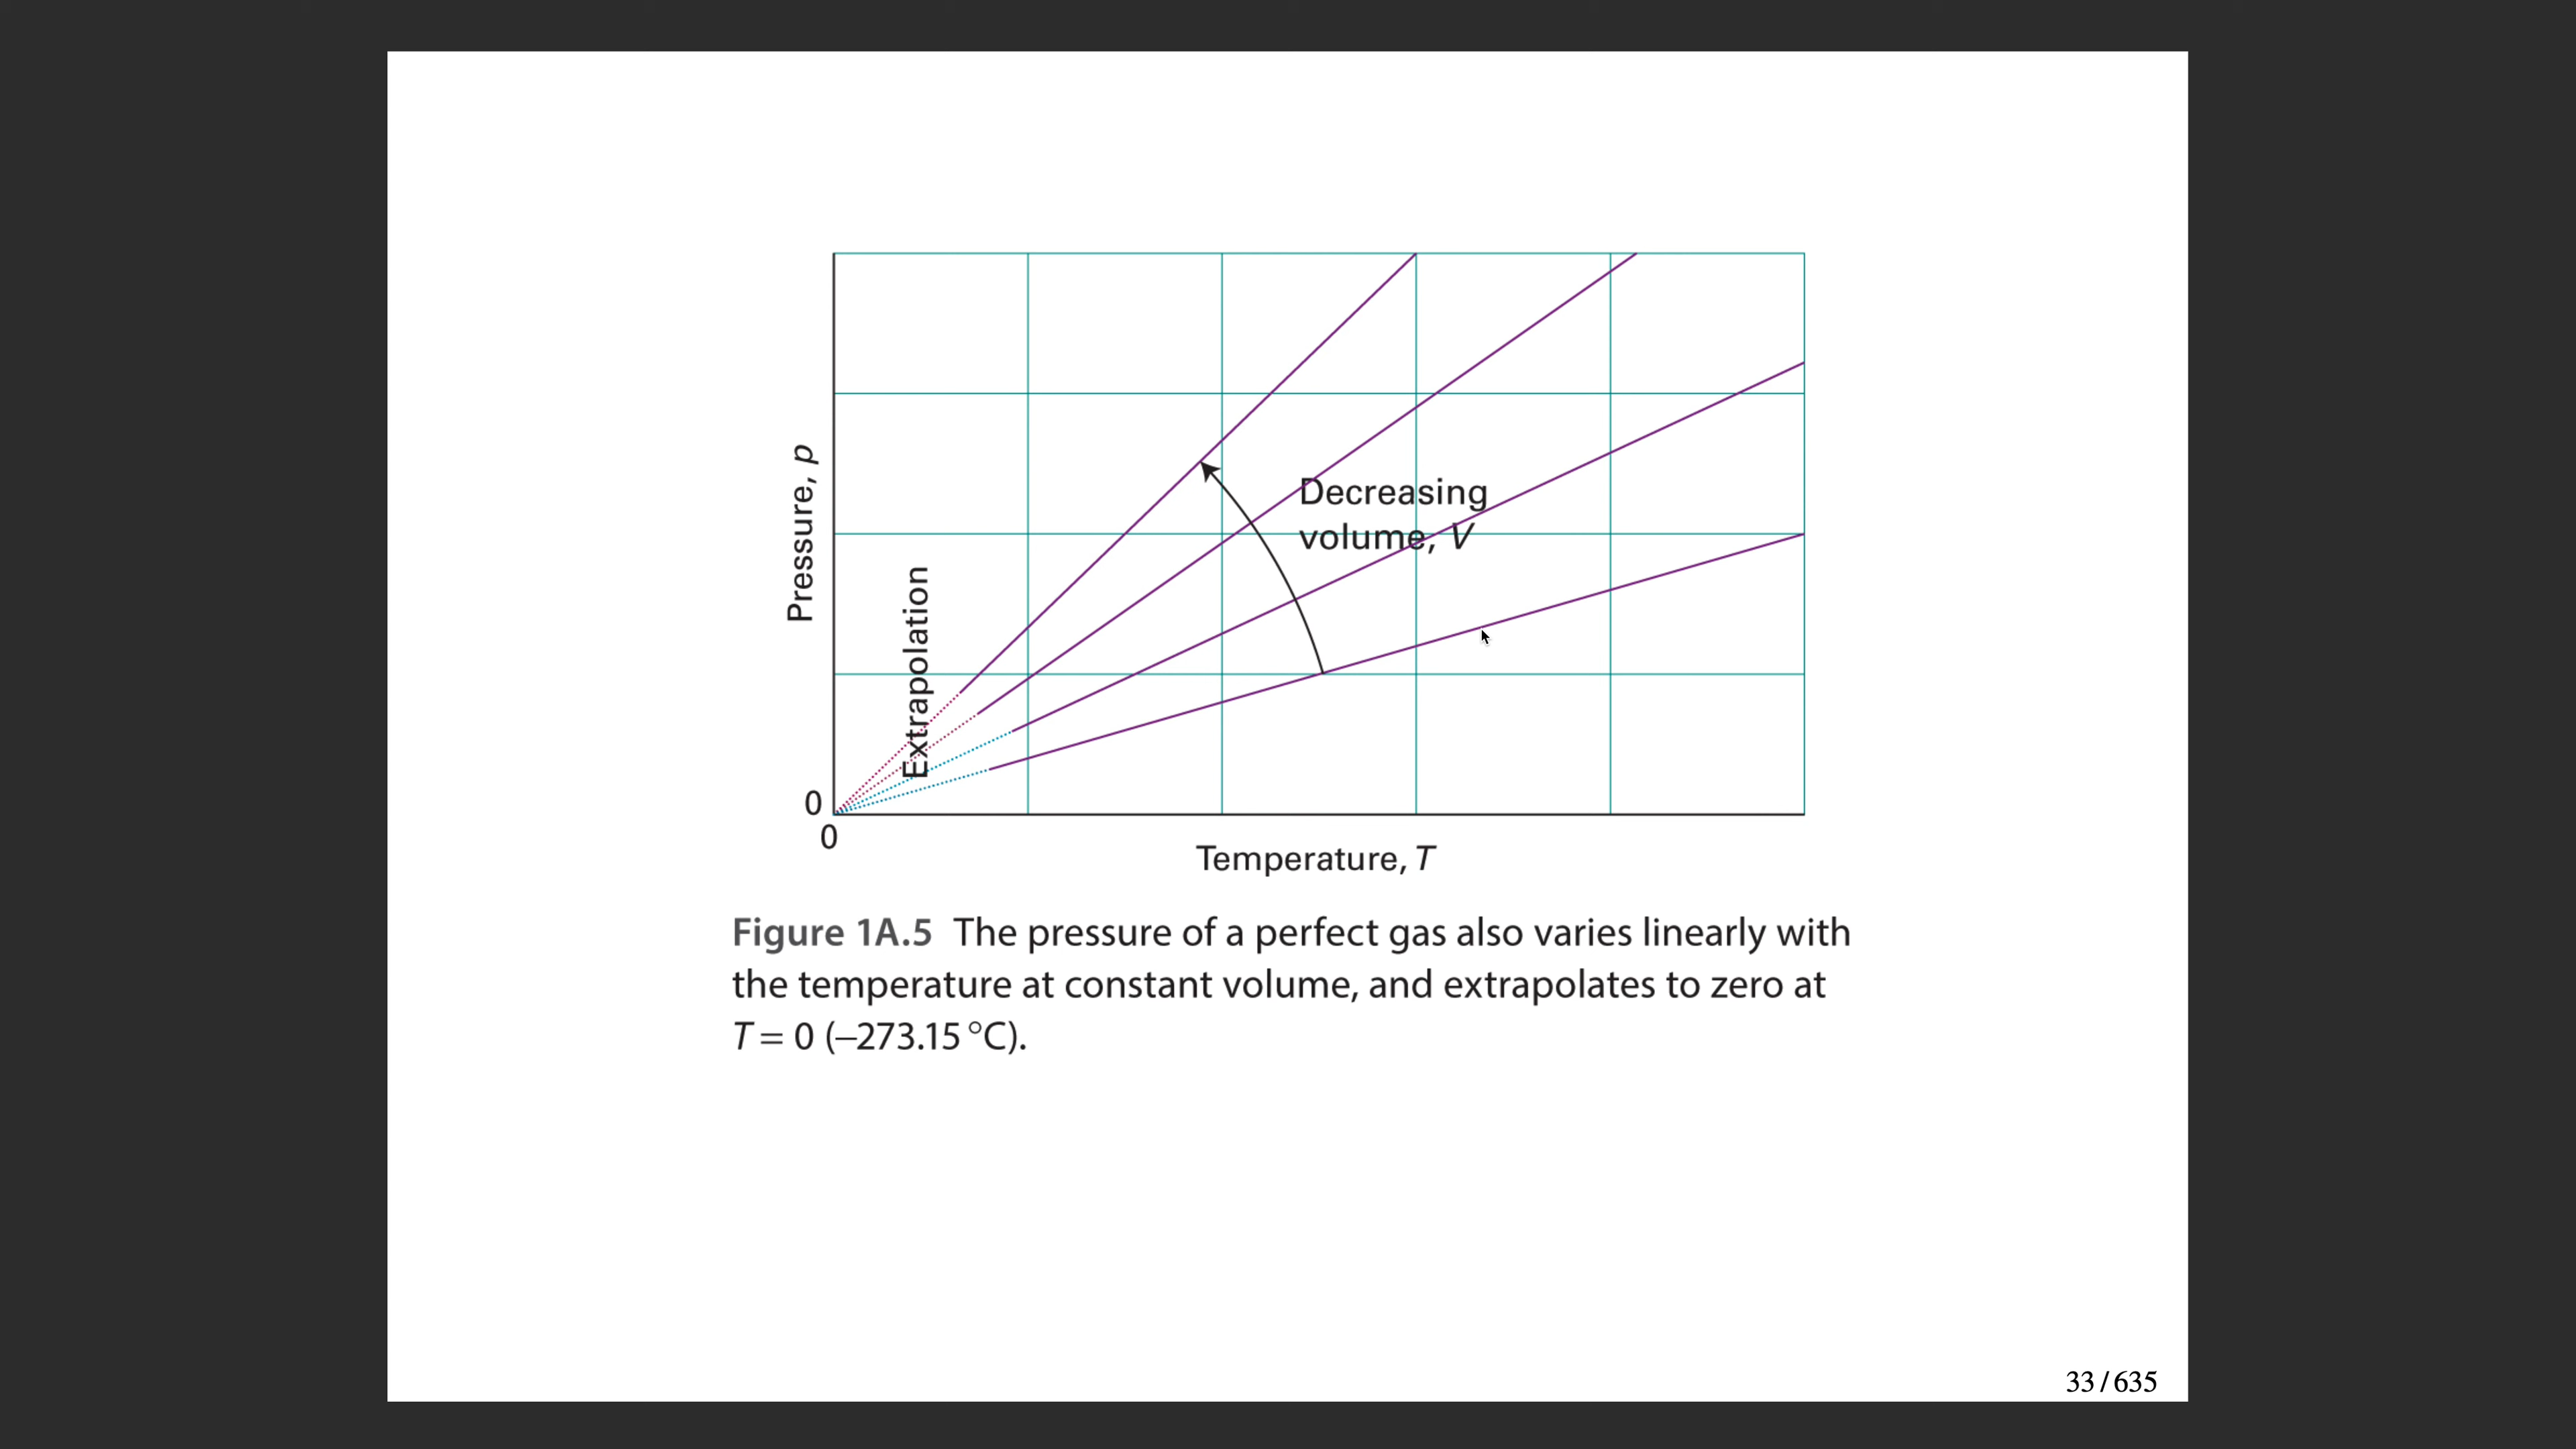 Pressure, p
Extrapolation
Decreasing
volume, V
0
0
Temperature, T
Figure 1A.5 The pressure of a perfect gas also varies linearly with
the temperature at constant volume, and extrapolates to zero at
T = 0 (–273.15 °C).
33 / 635